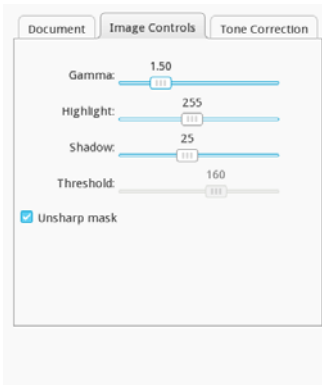 Document Image Controls Tone Correction
1.50
Gamma:
255
Highlight:
25
Shadow:
160
Threshold:
Unsharp mask